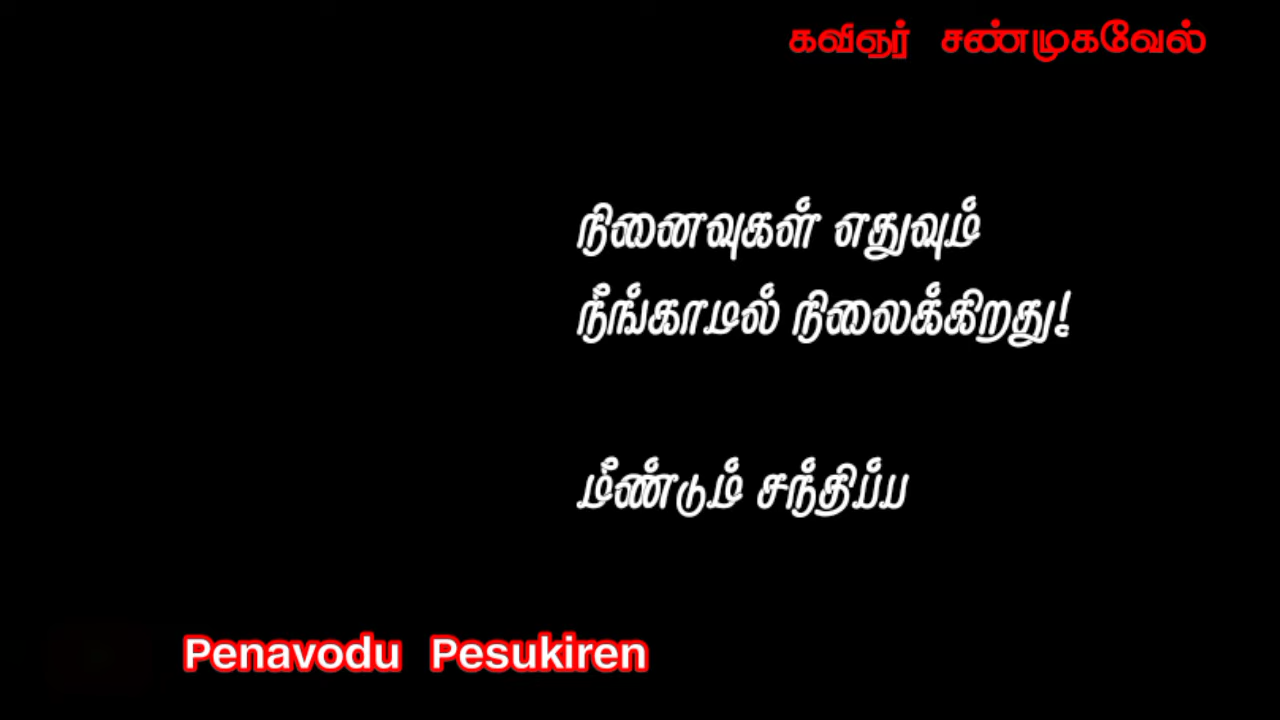 கவிஞர் சண்முகவேல்
நினைவுகள் எதுவும்
நீங்காமல் நிலைக்கிறது!
மீண்டும் சந்திப்ப
Penavodu Pesukiren